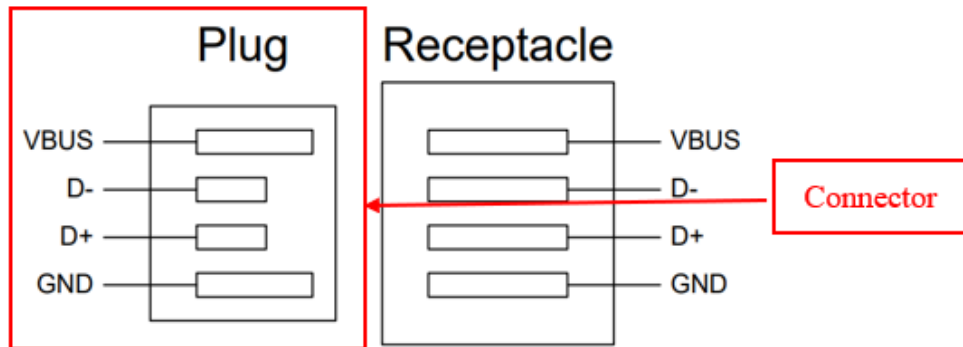 Plug
Receptacle
VBUS
D-
D+
GND
VBUS
D-
D+
GND
Connector